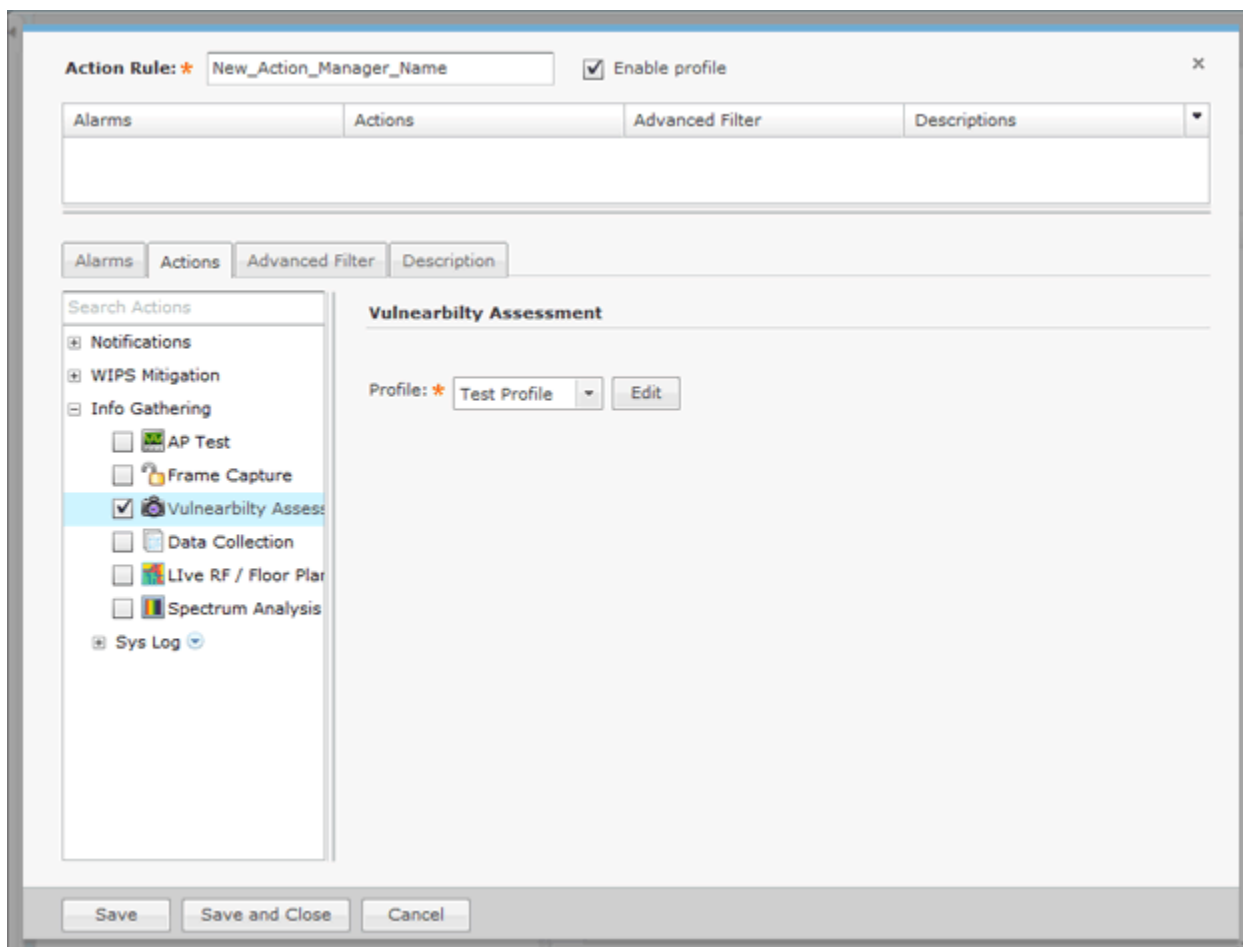 Action Rule: * New_Action_Manager_Name Enable profile ×
Alarms Actions Advanced Filter Descriptions
Alarms Actions Advanced Filter Description
Search Actions
Vulnearbilty Assessment
Notifications
WIPS Mitigation
Profile: * Test Profile Edit
Info Gathering
AP Test
Frame Capture
Vulnearbilty Assess
Data Collection
LIve RF / Floor Plan
Spectrum Analysis
Sys Log
Save Save and Close Cancel